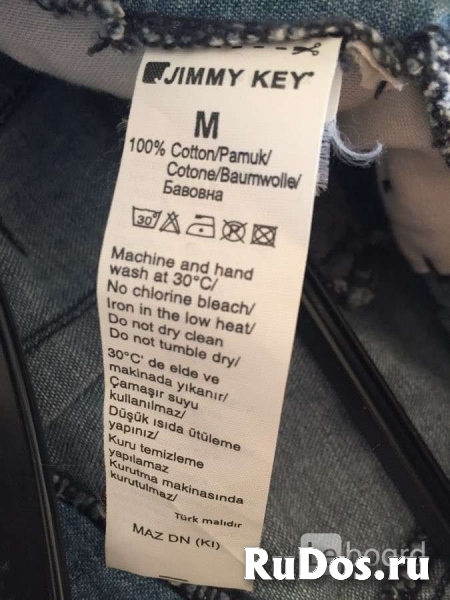 JIMMY KEY
M
100% Cotton/Pamuk/
Cotone/Baumwolle/
Бавовна
30°
Machine and hand
wash at 30°C/
No chlorine bleach/
Iron in the low heat/
Do not dry clean
Do not tumble dry/
30°C' de elde ve
makinada yıkanır/
Çamaşır suyu
kullanılmaz/
Düşük ısıda ütüleme
yapınız/
Kuru temizleme
yapılamaz
Kurutma makinasında
kurutulmaz/
Türk malıdır
MAZ DN (KI)
board
RuDos.ru